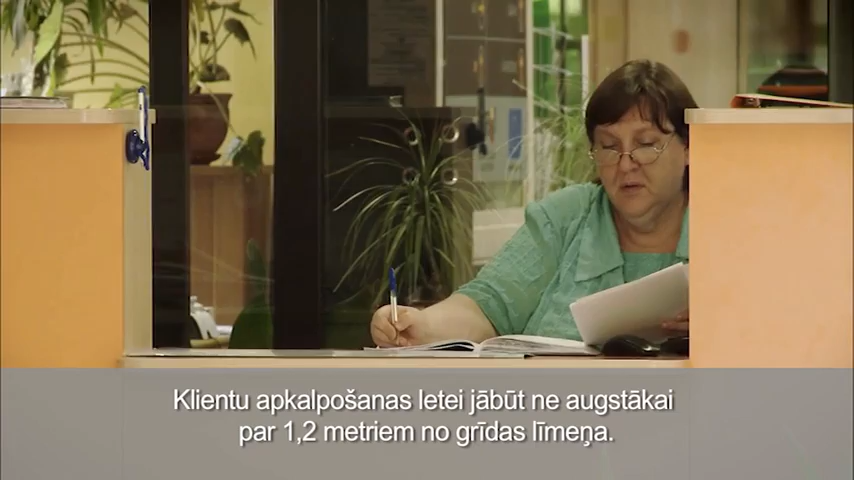 Klientu apkalpošanas letei jābūt ne augstākai
par 1,2 metriem no grīdas līmeņa.